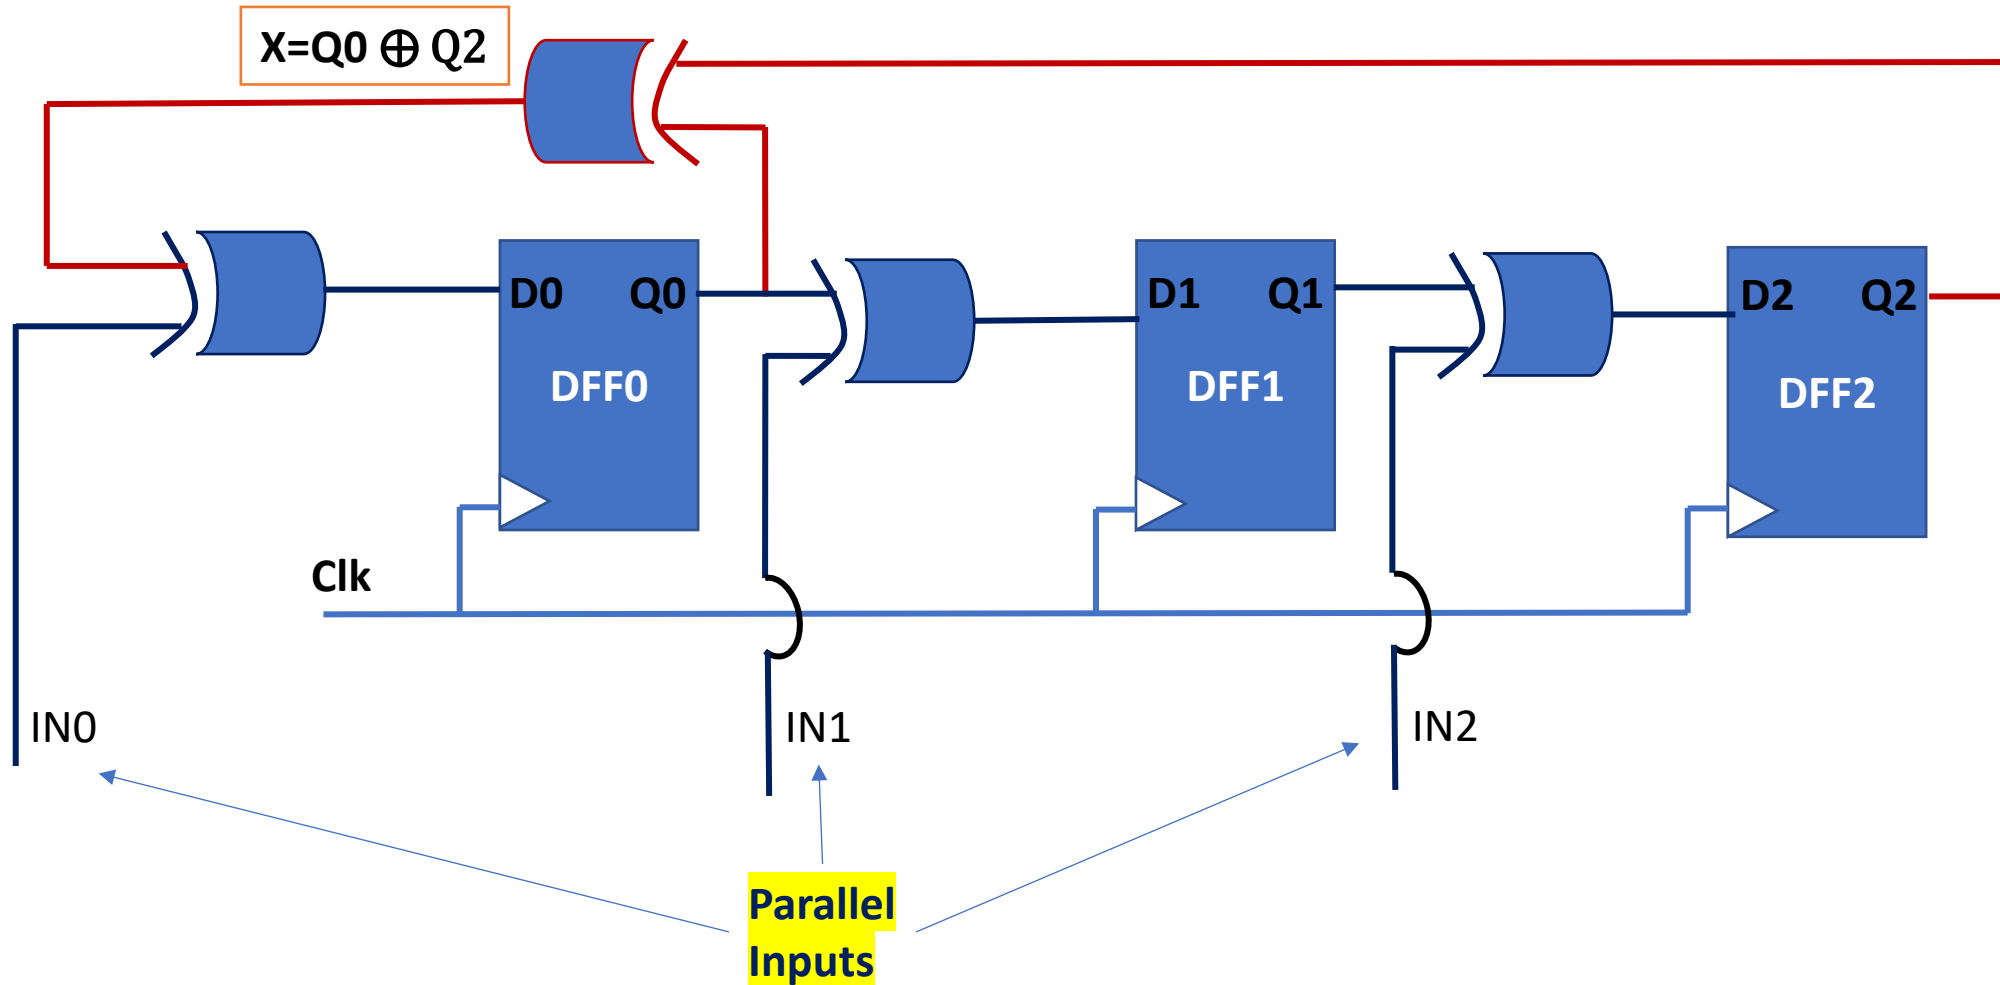 X=Q0 ⊕ Q2
D0 Q0
DFF0
D1 Q1
DFF1
D2 Q2
DFF2
Clk
IN0
IN1
IN2
Parallel
Inputs